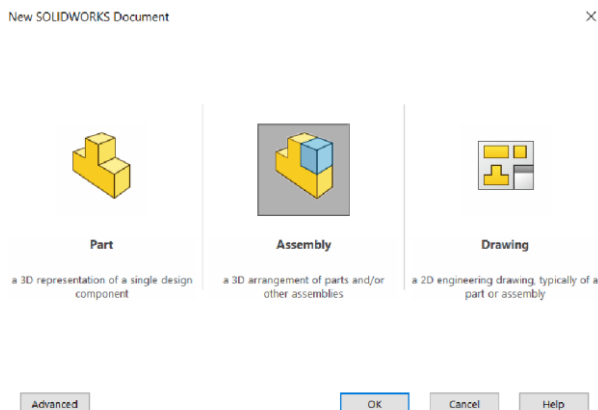 New SOLIDWORKS Document
Part
Assembly
Drawing
a 3D representation of a single design
component
a 3D arrangement of parts and/or
other assemblies
a 2D engineering drawing, typically of a
part or assembly
Advanced
OK
Cancel
Help